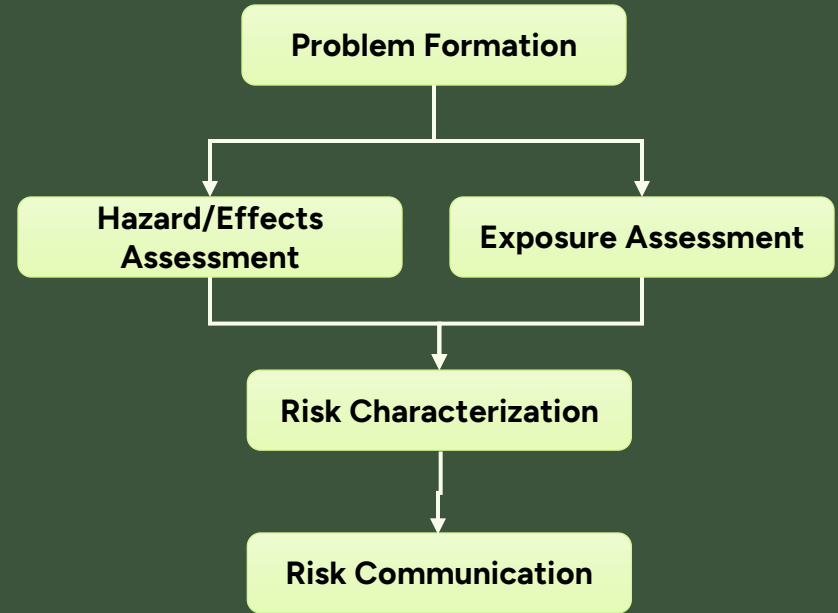 Problem Formation
Hazard/Effects
Assessment
Exposure Assessment
Risk Characterization
Risk Communication